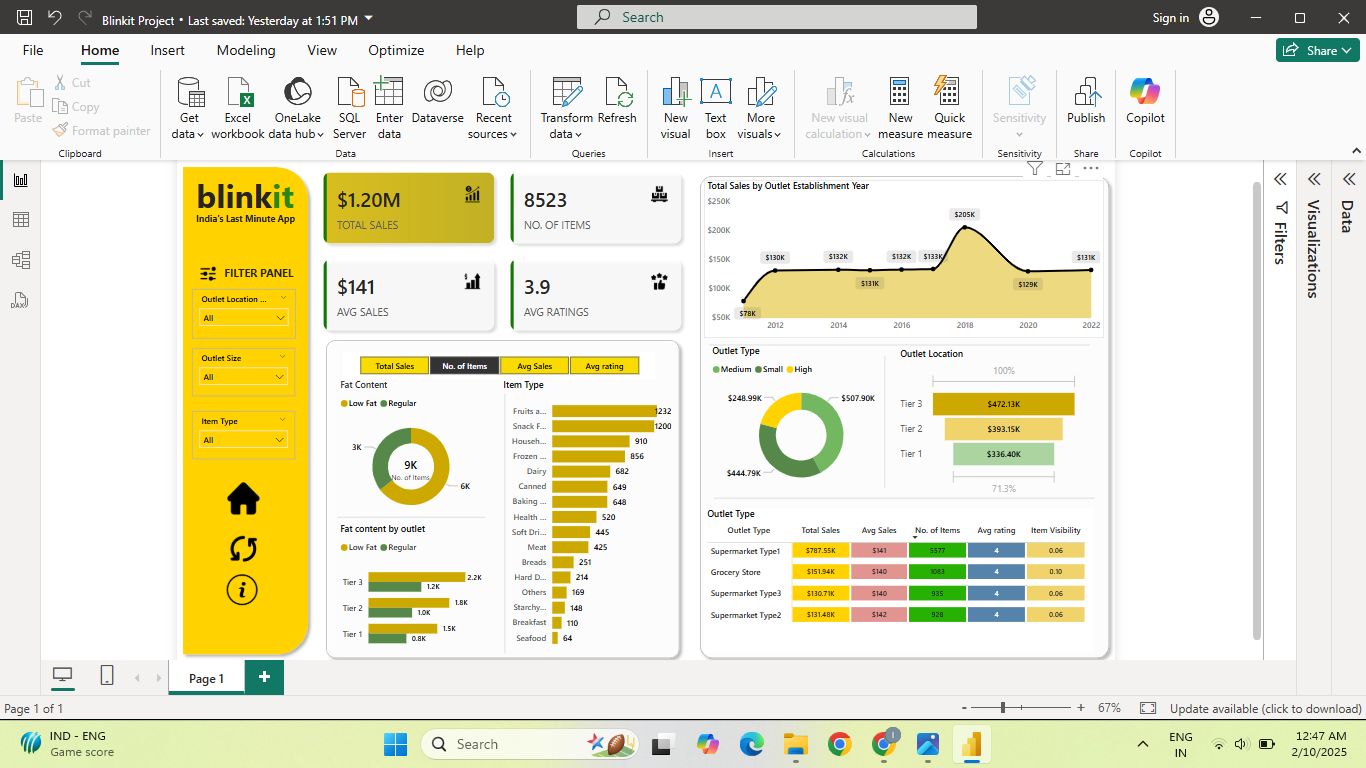 Blinkit Project • Last saved: Yesterday at 1:51 PM
Search
Sign in
File Home Insert Modeling View Optimize Help
Share
Paste
Cut
Copy
Format painter
Clipboard
Get data
Excel workbook
OneLake data hub
SQL Server
Enter data
Dataverse
Recent sources
Data
Transform data
Refresh
Queries
New visual
Text box
More visuals
Insert
New visual calculation
New measure
Quick measure
Calculations
Sensitivity
Sensitivity
Publish
Share
Copilot
Copilot
DAX
blinkit
India's Last Minute App
FILTER PANEL
Outlet Location ...
All
Outlet Size
All
Item Type
All
$1.20M
TOTAL SALES
8523
NO. OF ITEMS
$141
AVG SALES
3.9
AVG RATINGS
Total Sales No. of Items Avg Sales Avg rating
Fat Content
Low Fat Regular
3K
9K
No. of Items
6K
Fat content by outlet
Low Fat Regular
Tier 3 2.2K
1.2K
Tier 2 1.8K
1.0K
Tier 1 1.5K
0.8K
Item Type
Fruits a... 1232
Snack F... 1200
Househ... 910
Frozen ... 856
Dairy 682
Canned 649
Baking ... 648
Health ... 520
Soft Dri... 445
Meat 425
Breads 251
Hard D... 214
Others 169
Starchy... 148
Breakfast 110
Seafood 64
Total Sales by Outlet Establishment Year
$250K
$200K
$150K
$100K
$50K
$78K
$130K
$132K
$131K
$132K
$133K
$205K
$129K
$131K
2012 2014 2016 2018 2020 2022
Outlet Type
Medium Small High
$248.99K
$507.90K
$444.79K
Outlet Location
100%
Tier 3 $472.13K
Tier 2 $393.15K
Tier 1 $336.40K
71.3%
Outlet Type
Outlet Type Total Sales Avg Sales No. of Items Avg rating Item Visibility
Supermarket Type1 $787.55K $141 5577 4 0.06
Grocery Store $151.94K $140 1083 4 0.10
Supermarket Type3 $130.71K $140 935 4 0.06
Supermarket Type2 $131.48K $142 928 4 0.06
Filters
Visualizations
Data
Page 1
Page 1 of 1
67%
Update available (click to download)
IND - ENG
Game score
Search
ENG
IN
12:47 AM
2/10/2025